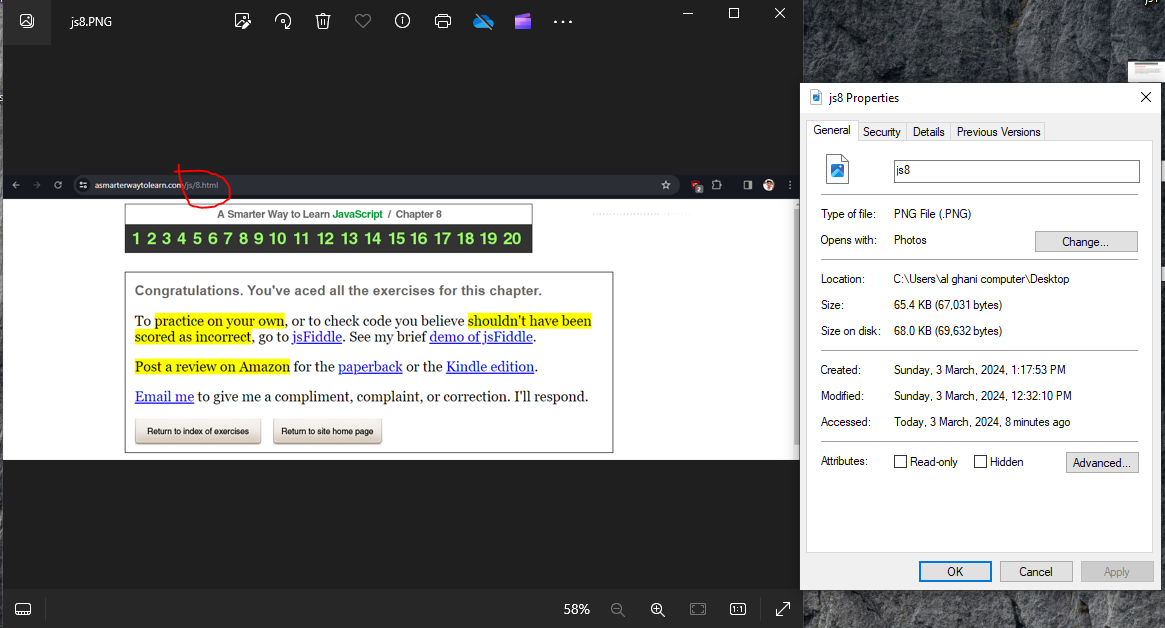 js8.PNG
asmarterwaytolearn.com/js/8.html
2
A Smarter Way to Learn JavaScript / Chapter 8
1 2 3 4 5 6 7 8 9 10 11 12 13 14 15 16 17 18 19 20
Congratulations. You've aced all the exercises for this chapter.
To practice on your own, or to check code you believe shouldn't have been
scored as incorrect, go to jsFiddle. See my brief demo of jsFiddle.
Post a review on Amazon for the paperback or the Kindle edition.
Email me to give me a compliment, complaint, or correction. I'll respond.
Return to index of exercises Return to site home page
58% 1:1
js8 Properties
General Security Details Previous Versions
js8
Type of file: PNG File (.PNG)
Opens with: Photos Change...
Location: C:\Users\al ghani computer\Desktop
Size: 65.4 KB (67,031 bytes)
Size on disk: 68.0 KB (69,632 bytes)
Created: Sunday, 3 March, 2024, 1:17:53 PM
Modified: Sunday, 3 March, 2024, 12:32:10 PM
Accessed: Today, 3 March, 2024, 8 minutes ago
Attributes: Read-only Hidden Advanced...
OK Cancel Apply